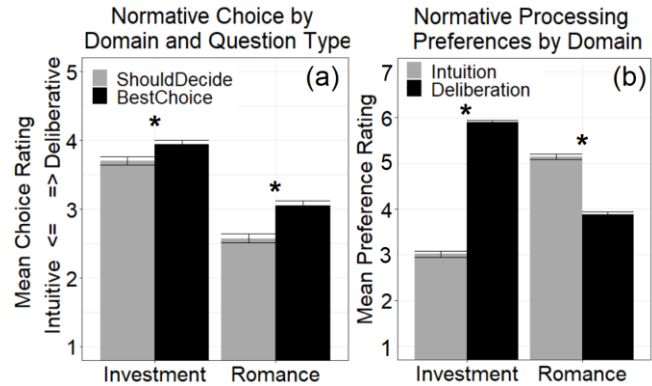 Normative Choice by
Domain and Question Type
(a)
ShouldDecide
BestChoice
Mean Choice Rating
Intuitive <= => Deliberative
5
4
3
2
1
*
*
Investment Romance
Normative Processing
Preferences by Domain
(b)
Intuition
Deliberation
Mean Preference Rating
7
6
5
4
3
2
1
*
*
Investment Romance